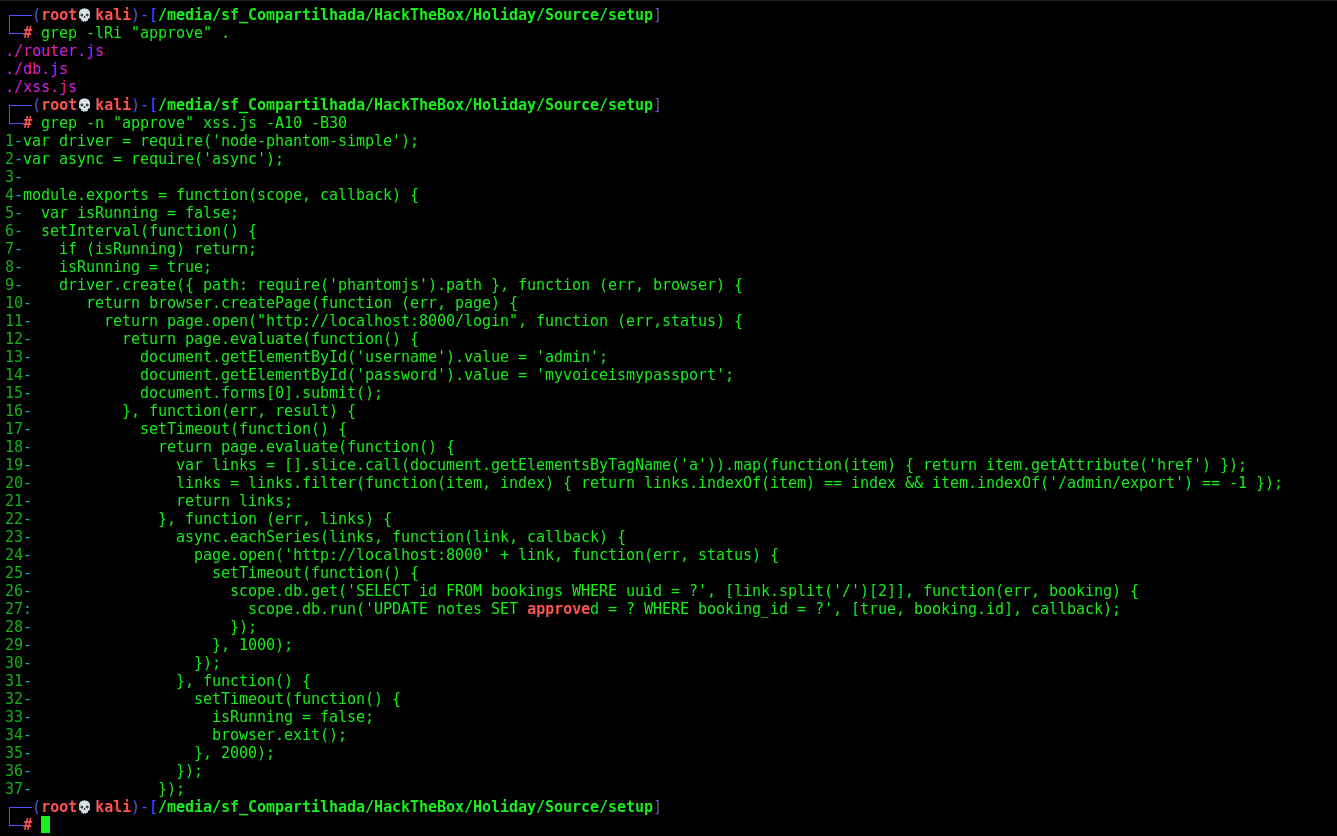 ┌──(root💀kali)-[/media/sf_Compartilhada/HackTheBox/Holiday/Source/setup]
└─# grep -lRi "approve" .
./router.js
./db.js
./xss.js
┌──(root💀kali)-[/media/sf_Compartilhada/HackTheBox/Holiday/Source/setup]
└─# grep -n "approve" xss.js -A10 -B30
1-var driver = require('node-phantom-simple');
2-var async = require('async');
3-
4-module.exports = function(scope, callback) {
5-  var isRunning = false;
6-  setInterval(function() {
7-    if (isRunning) return;
8-    isRunning = true;
9-    driver.create({ path: require('phantomjs').path }, function (err, browser) {
10-      return browser.createPage(function (err, page) {
11-        return page.open("http://localhost:8000/login", function (err,status) {
12-          return page.evaluate(function() {
13-            document.getElementById('username').value = 'admin';
14-            document.getElementById('password').value = 'myvoiceismypassport';
15-            document.forms[0].submit();
16-          }, function(err, result) {
17-            setTimeout(function() {
18-              return page.evaluate(function() {
19-                var links = [].slice.call(document.getElementsByTagName('a')).map(function(item) { return item.getAttribute('href') });
20-                links = links.filter(function(item, index) { return links.indexOf(item) == index && item.indexOf('/admin/export') == -1 });
21-                return links;
22-              }, function (err, links) {
23-                async.eachSeries(links, function(link, callback) {
24-                  page.open('http://localhost:8000' + link, function(err, status) {
25-                    setTimeout(function() {
26-                      scope.db.get('SELECT id FROM bookings WHERE uuid = ?', [link.split('/')[2]], function(err, booking) {
27:                        scope.db.run('UPDATE notes SET approved = ? WHERE booking_id = ?', [true, booking.id], callback);
28-                      });
29-                    }, 1000);
30-                  });
31-                }, function() {
32-                  setTimeout(function() {
33-                    isRunning = false;
34-                    browser.exit();
35-                  }, 2000);
36-                });
37-              });
┌──(root💀kali)-[/media/sf_Compartilhada/HackTheBox/Holiday/Source/setup]
└─#